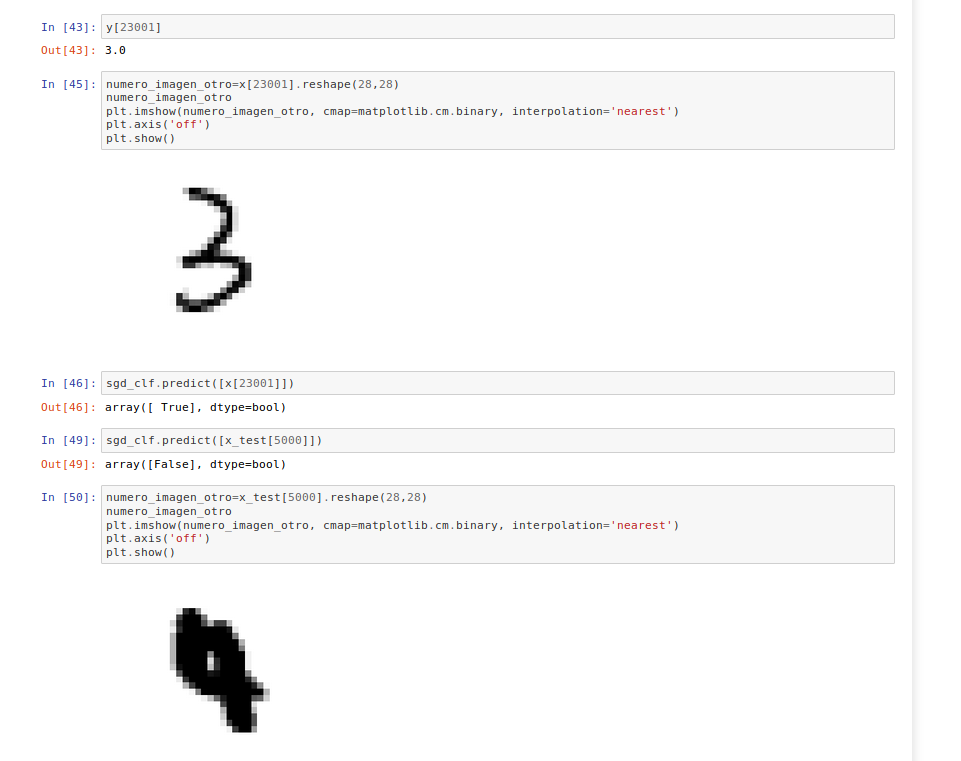 In [43]: y[23001]
Out[43]: 3.0
In [45]: numero_imagen_otro=x[23001].reshape(28,28)
numero_imagen_otro
plt.imshow(numero_imagen_otro, cmap=matplotlib.cm.binary, interpolation='nearest')
plt.axis('off')
plt.show()
3
In [46]: sgd_clf.predict([x[23001]])
Out[46]: array([ True], dtype=bool)
In [49]: sgd_clf.predict([x_test[5000]])
Out[49]: array([False], dtype=bool)
In [50]: numero_imagen_otro=x_test[5000].reshape(28,28)
numero_imagen_otro
plt.imshow(numero_imagen_otro, cmap=matplotlib.cm.binary, interpolation='nearest')
plt.axis('off')
plt.show()
9